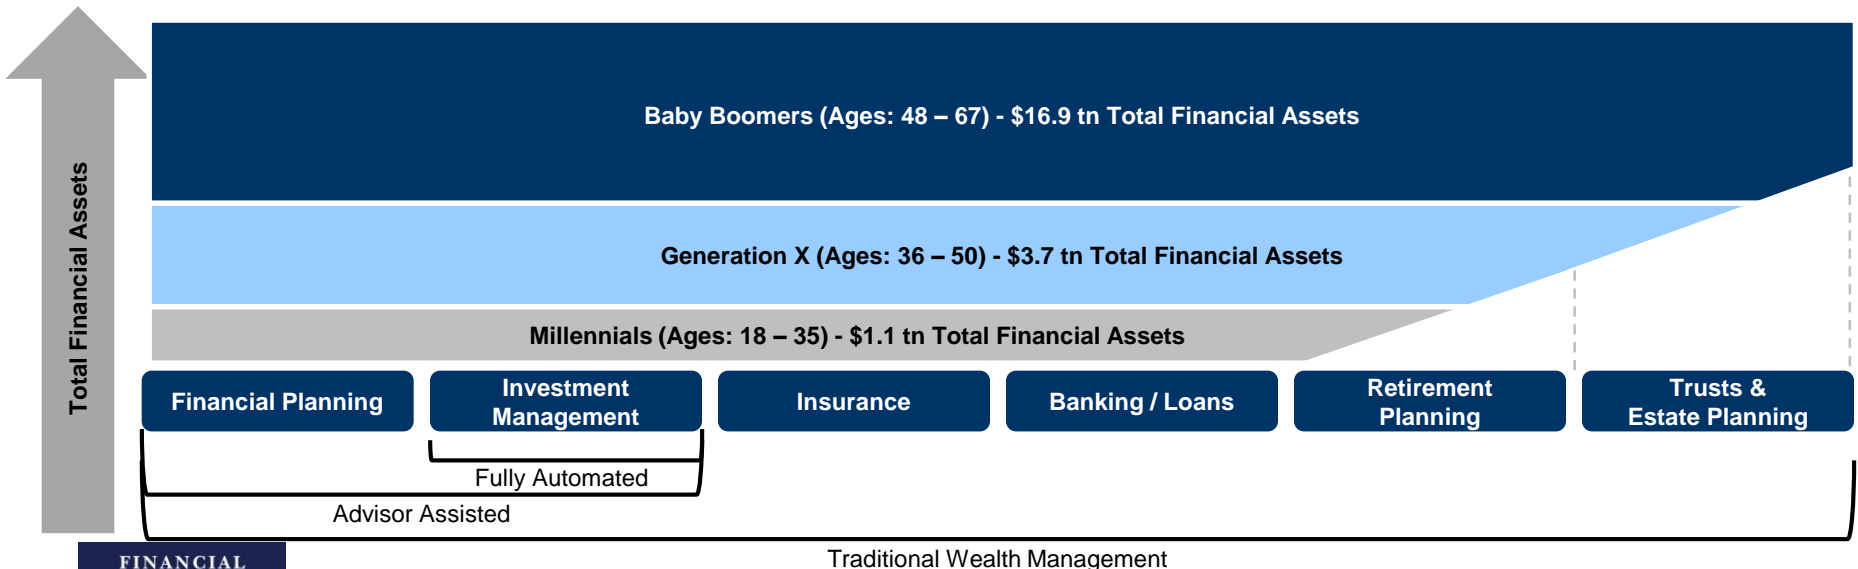 Total Financial Assets
Baby Boomers (Ages: 48 – 67) - $16.9 tn Total Financial Assets
Generation X (Ages: 36 – 50) - $3.7 tn Total Financial Assets
Millennials (Ages: 18 – 35) - $1.1 tn Total Financial Assets
Financial Planning
Investment
Management
Insurance
Banking / Loans
Retirement
Planning
Trusts &
Estate Planning
Fully Automated
Advisor Assisted
Traditional Wealth Management
FINANCIAL